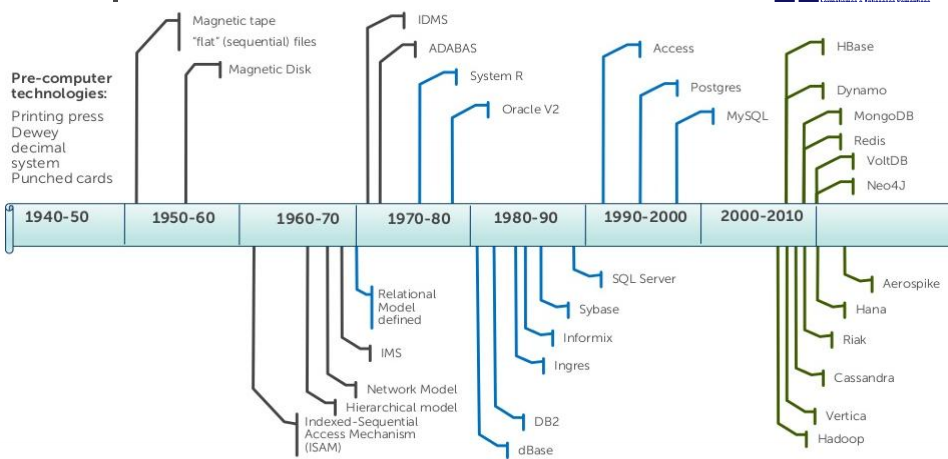 Magnetic tape
"flat" (sequential) files
Magnetic Disk
Pre-computer
technologies:
Printing press
Dewey
decimal
system
Punched cards
IDMS
ADABAS
System R
Oracle V2
Access
Postgres
MySQL
HBase
Dynamo
MongoDB
Redis
VoltDB
Neo4J
1940-50
1950-60
1960-70
1970-80
1980-90
1990-2000
2000-2010
Relational
Model
defined
IMS
Network Model
Hierarchical model
Indexed-Sequential
Access Mechanism
(ISAM)
SQL Server
Sybase
Informix
Ingres
DB2
dBase
Aerospike
Hana
Riak
Cassandra
Vertica
Hadoop